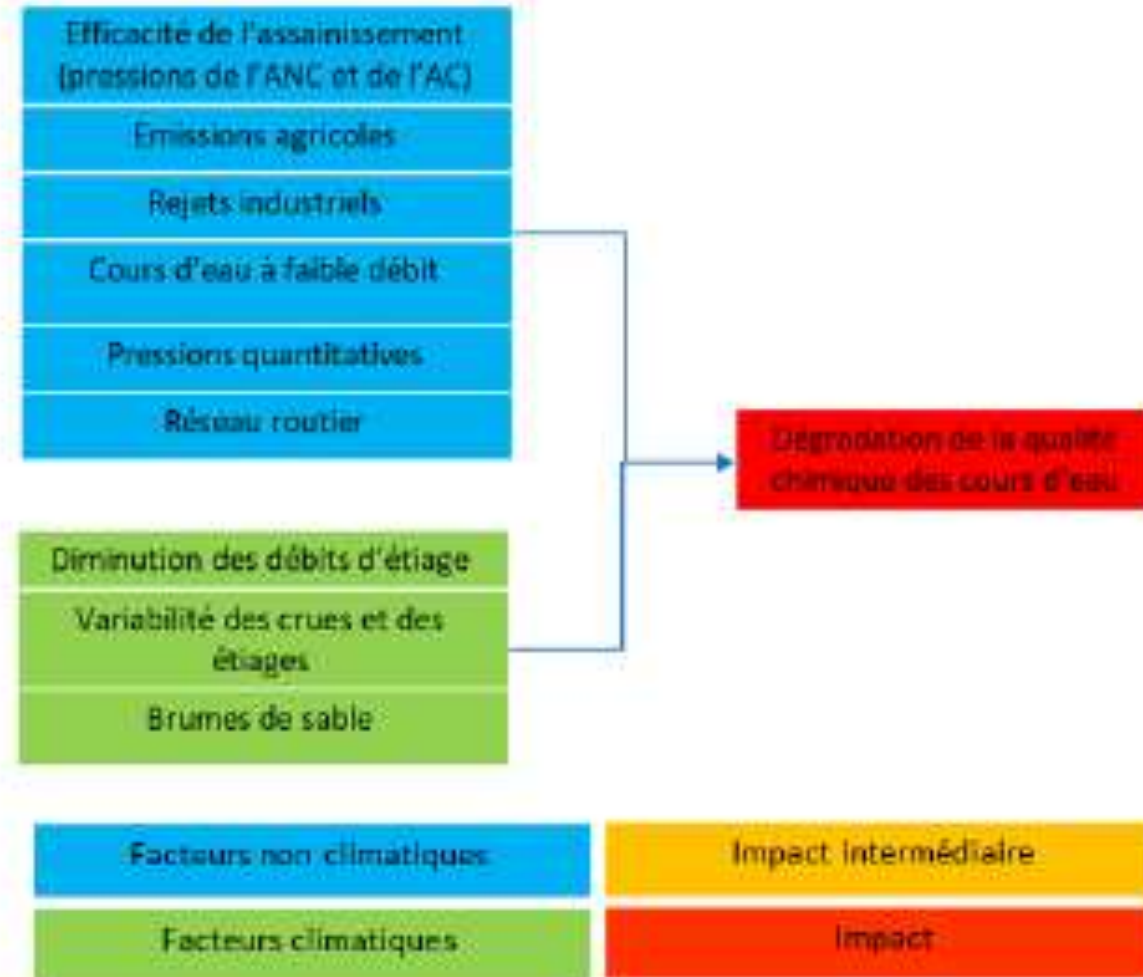 Efficacité de l'assainissement
(pressions de l'ANC et de l'AC)
Emissions agricoles
Rejets industriels
Cours d'eau à faible débit
Pressions quantitatives
Réseau routier
Dégradation de la qualité
chimique des cours d'eau
Diminution des débits d'étiage
Variabilité des crues et des
étiages
Brumes de sable
Facteurs non climatiques
Impact intermédiaire
Facteurs climatiques
Impact